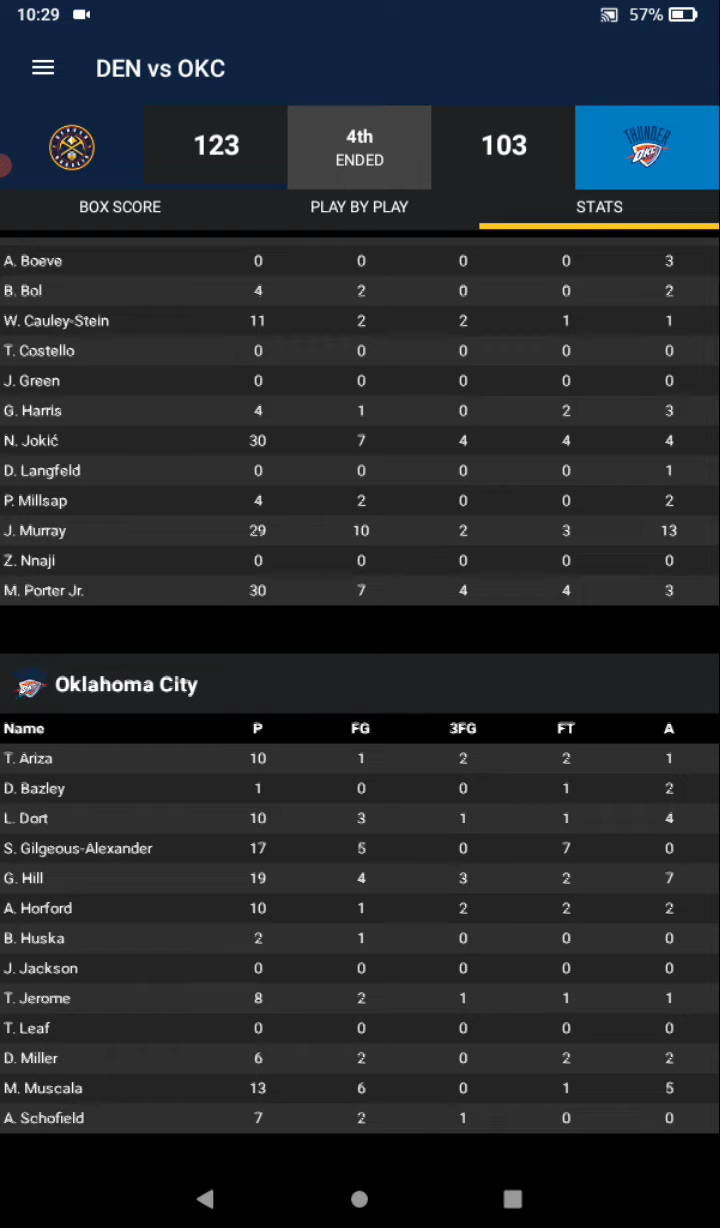 10:29 57%
DEN vs OKC
123 4th ENDED 103 THUNDER OKC
BOX SCORE PLAY BY PLAY STATS
A. Boeve 0 0 0 0 3
B. Bol 4 2 0 0 2
W. Cauley-Stein 11 2 2 1 1
T. Costello 0 0 0 0 0
J. Green 0 0 0 0 0
G. Harris 4 1 0 2 3
N. Jokić 30 7 4 4 4
D. Langfeld 0 0 0 0 1
P. Millsap 4 2 0 0 2
J. Murray 29 10 2 3 13
Z. Nnaji 0 0 0 0 0
M. Porter Jr. 30 7 4 4 3
Oklahoma City
Name P FG 3FG FT A
T. Ariza 10 1 2 2 1
D. Bazley 1 0 0 1 2
L. Dort 10 3 1 1 4
S. Gilgeous-Alexander 17 5 0 7 0
G. Hill 19 4 3 2 7
A. Horford 10 1 2 2 2
B. Huska 2 1 0 0 0
J. Jackson 0 0 0 0 0
T. Jerome 8 2 1 1 1
T. Leaf 0 0 0 0 0
D. Miller 6 2 0 2 2
M. Muscala 13 6 0 1 5
A. Schofield 7 2 1 0 0